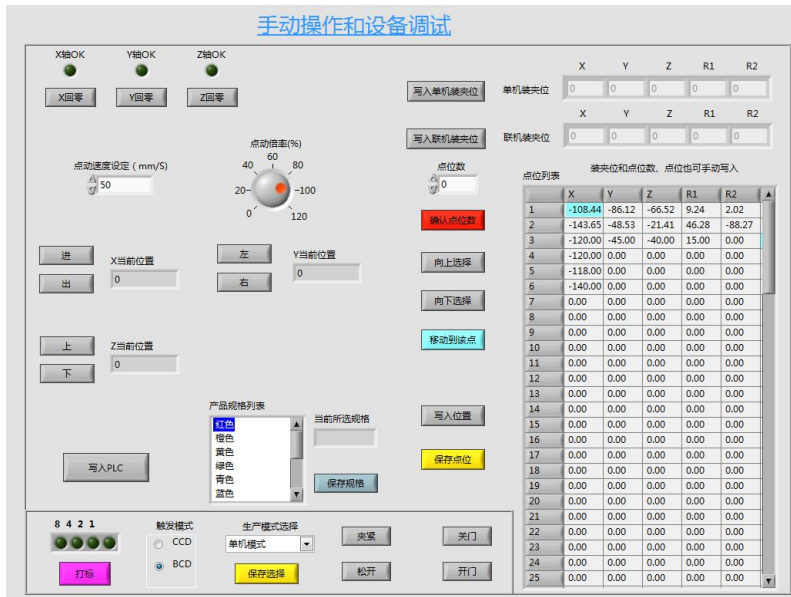 手动操作和设备调试
X轴OK Y轴OK Z轴OK
X回零 Y回零 Z回零
点动倍率(%)
0 20 40 60 80 100 120
点动速度设定 ( mm/S)
50
进
出
X当前位置
0
左
右
Y当前位置
0
上
下
Z当前位置
0
产品规格列表
红色
橙色
黄色
绿色
青色
蓝色
当前所选规格
保存规格
写入PLC
写入单机装夹位
写入联机装夹位
点位数
0
确认点位数
向上选择
向下选择
移动到该点
写入位置
保存点位
X Y Z R1 R2
单机装夹位 0 0 0 0 0
X Y Z R1 R2
联机装夹位 0 0 0 0 0
装夹位和点位数、点位也可手动写入
点位列表
X Y Z R1 R2
1 -108.44 -86.12 -66.52 9.24 2.02
2 -143.65 -48.53 -21.41 46.28 -88.27
3 -120.00 -45.00 -40.00 15.00 0.00
4 -120.00 0.00 0.00 0.00 0.00
5 -118.00 0.00 0.00 0.00 0.00
6 -140.00 0.00 0.00 0.00 0.00
7 0.00 0.00 0.00 0.00 0.00
8 0.00 0.00 0.00 0.00 0.00
9 0.00 0.00 0.00 0.00 0.00
10 0.00 0.00 0.00 0.00 0.00
11 0.00 0.00 0.00 0.00 0.00
12 0.00 0.00 0.00 0.00 0.00
13 0.00 0.00 0.00 0.00 0.00
14 0.00 0.00 0.00 0.00 0.00
15 0.00 0.00 0.00 0.00 0.00
16 0.00 0.00 0.00 0.00 0.00
17 0.00 0.00 0.00 0.00 0.00
18 0.00 0.00 0.00 0.00 0.00
19 0.00 0.00 0.00 0.00 0.00
20 0.00 0.00 0.00 0.00 0.00
21 0.00 0.00 0.00 0.00 0.00
22 0.00 0.00 0.00 0.00 0.00
23 0.00 0.00 0.00 0.00 0.00
24 0.00 0.00 0.00 0.00 0.00
25 0.00 0.00 0.00 0.00 0.00
8 4 2 1
打标
触发模式
CCD
BCD
生产模式选择
单机模式
保存选择
夹紧
松开
关门
开门